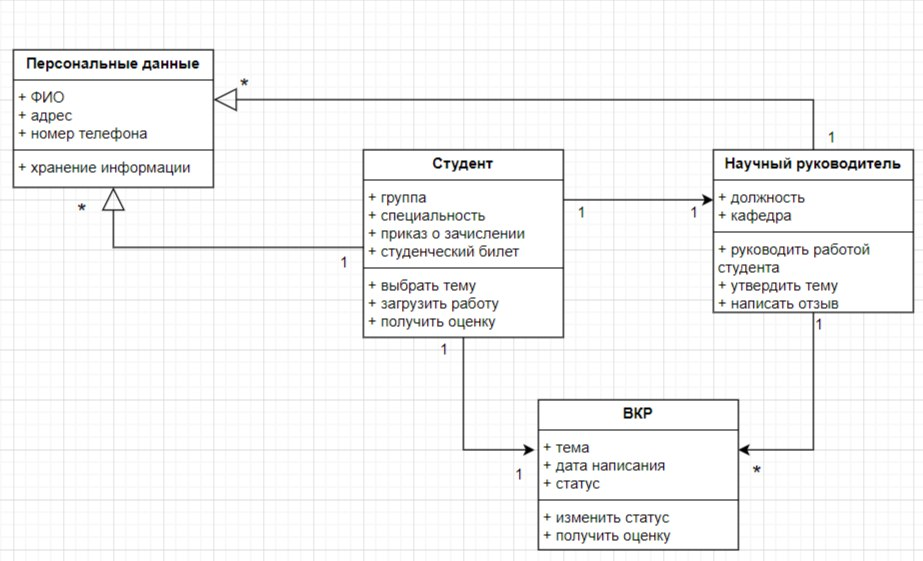 Персональные данные
+ ФИО
+ адрес
+ номер телефона
+ хранение информации
*
*
1
Студент
+ группа
+ специальность
+ приказ о зачислении
+ студенческий билет
+ выбрать тему
+ загрузить работу
+ получить оценку
1
1
1
1
Научный руководитель
+ должность
+ кафедра
+ руководить работой
студента
+ утвердить тему
+ написать отзыв
1
1
*
ВКР
+ тема
+ дата написания
+ статус
+ изменить статус
+ получить оценку